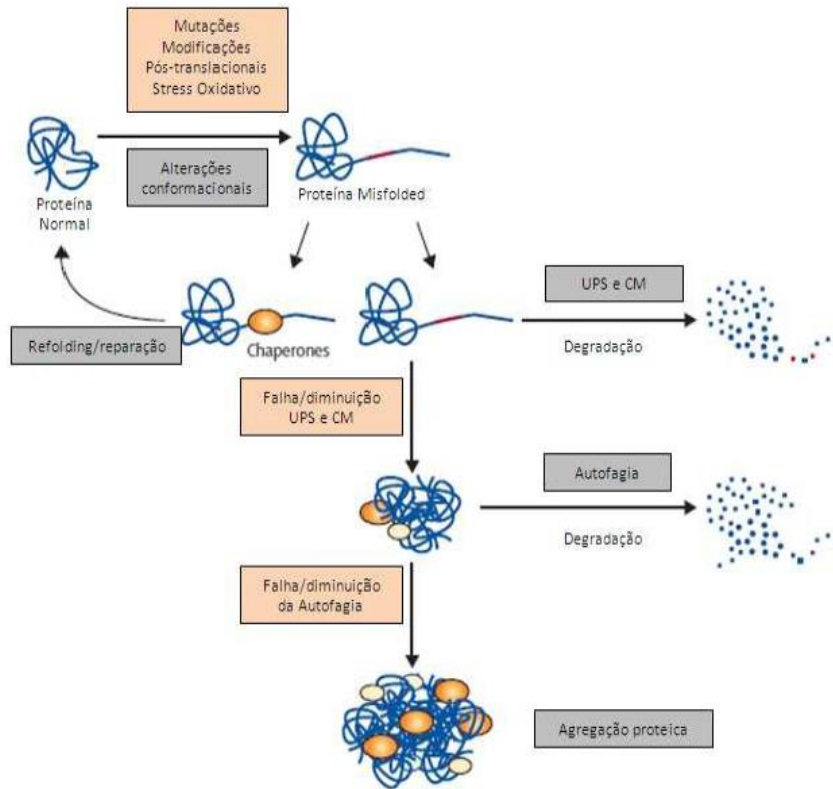 Mutações
Modificações
Pós-translacionais
Stress Oxidativo
Alterações
conformacionais
Proteína
Normal
Proteína Misfolded
Refolding/reparação
Chaperones
UPS e CM
Degradação
Falha/diminuição
UPS e CM
Autofagia
Degradação
Falha/diminuição
da Autofagia
Agregação proteica